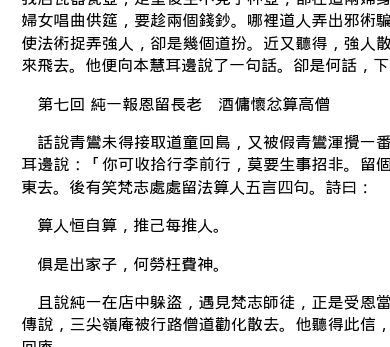 婦女唱曲供筵，要趁兩個錢鈔。哪裡道人弄出邪術騙
使法術捉弄強人，卻是幾個道扮。近又聽得，強人散
來飛去。他便向本慧耳邊說了一句話。卻是何話，下
第七回 純一報恩留長老　酒傭懷忿算高僧
話說青鸞未得接取道童回島，又被假青鸞渾攪一番
耳邊說：「你可收拾行李前行，莫要生事招非。留個
東去。後有笑梵志處處留法算人五言四句。詩曰：
算人恒自算，推己每推人。
俱是出家子，何勞枉費神。
且說純一在店中躲盜，遇見梵志師徒，正是受恩當
傳說，三尖嶺庵被行路僧道勸化散去。他聽得此信，
回庵